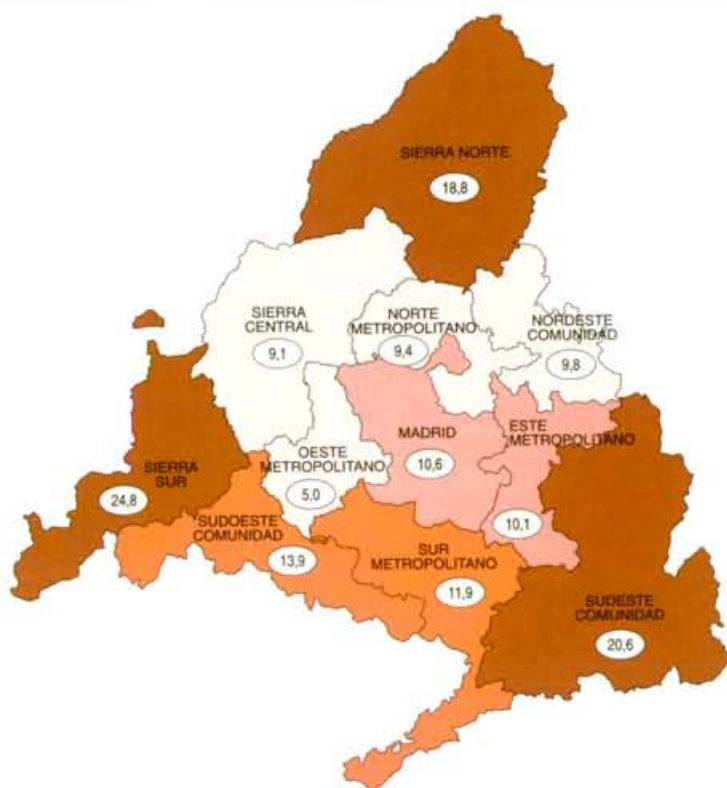 SIERRA NORTE
18,8
SIERRA
CENTRAL
9,1
NORTE
METROPOLITANO
9,4
NORDESTE
COMUNIDAD
9,8
MADRID
10,6
ESTE
METROPOLITANO
10,1
OESTE
METROPOLITANO
5,0
SIERRA
SUR
24,8
SUDOESTE
COMUNIDAD
13,9
SUR
METROPOLITANO
11,9
SUDESTE
COMUNIDAD
20,6